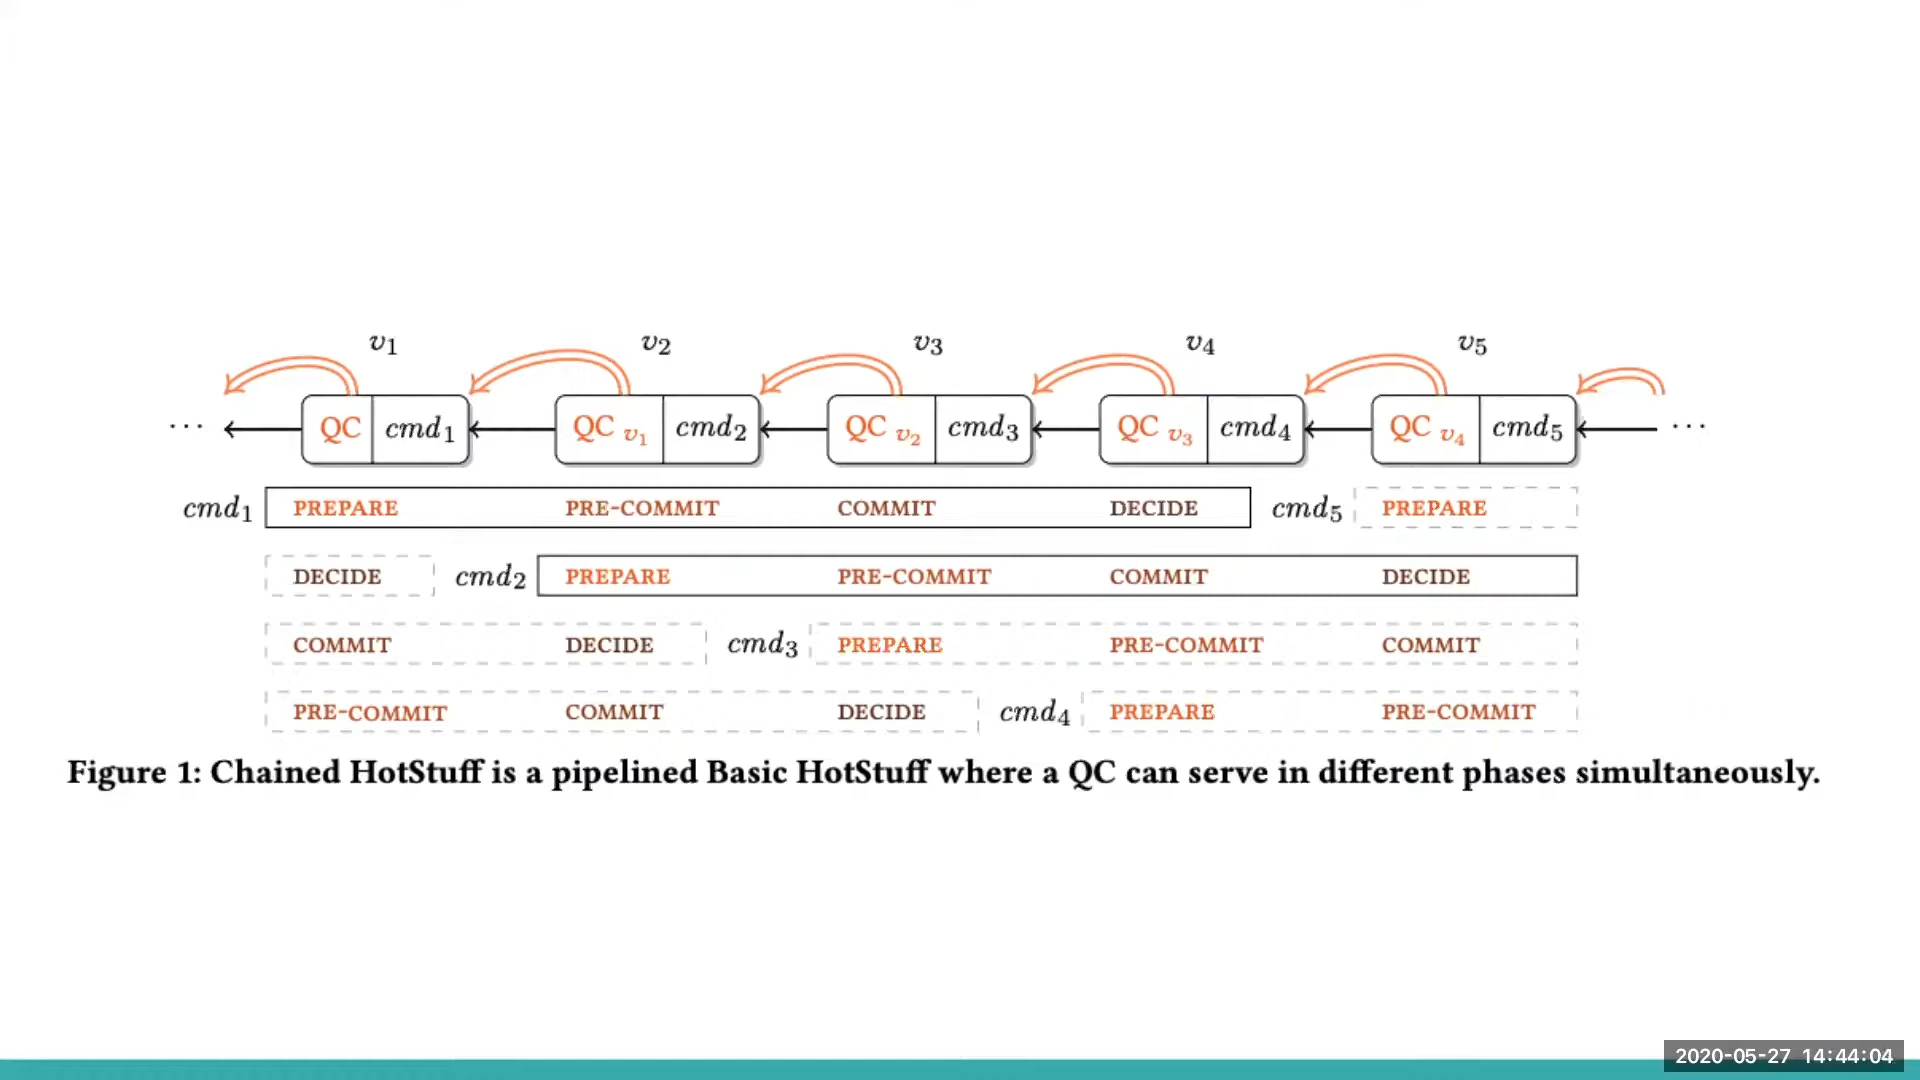 v1 v2 v3 v4 v5
··· QC cmd1 QC v1 cmd2 QC v2 cmd3 QC v3 cmd4 QC v4 cmd5 ···
cmd1 PREPARE PRE-COMMIT COMMIT DECIDE cmd5 PREPARE
DECIDE cmd2 PREPARE PRE-COMMIT COMMIT DECIDE
COMMIT DECIDE cmd3 PREPARE PRE-COMMIT COMMIT
PRE-COMMIT COMMIT DECIDE cmd4 PREPARE PRE-COMMIT
Figure 1: Chained HotStuff is a pipelined Basic HotStuff where a QC can serve in different phases simultaneously.
2020-05-27 14:44:04